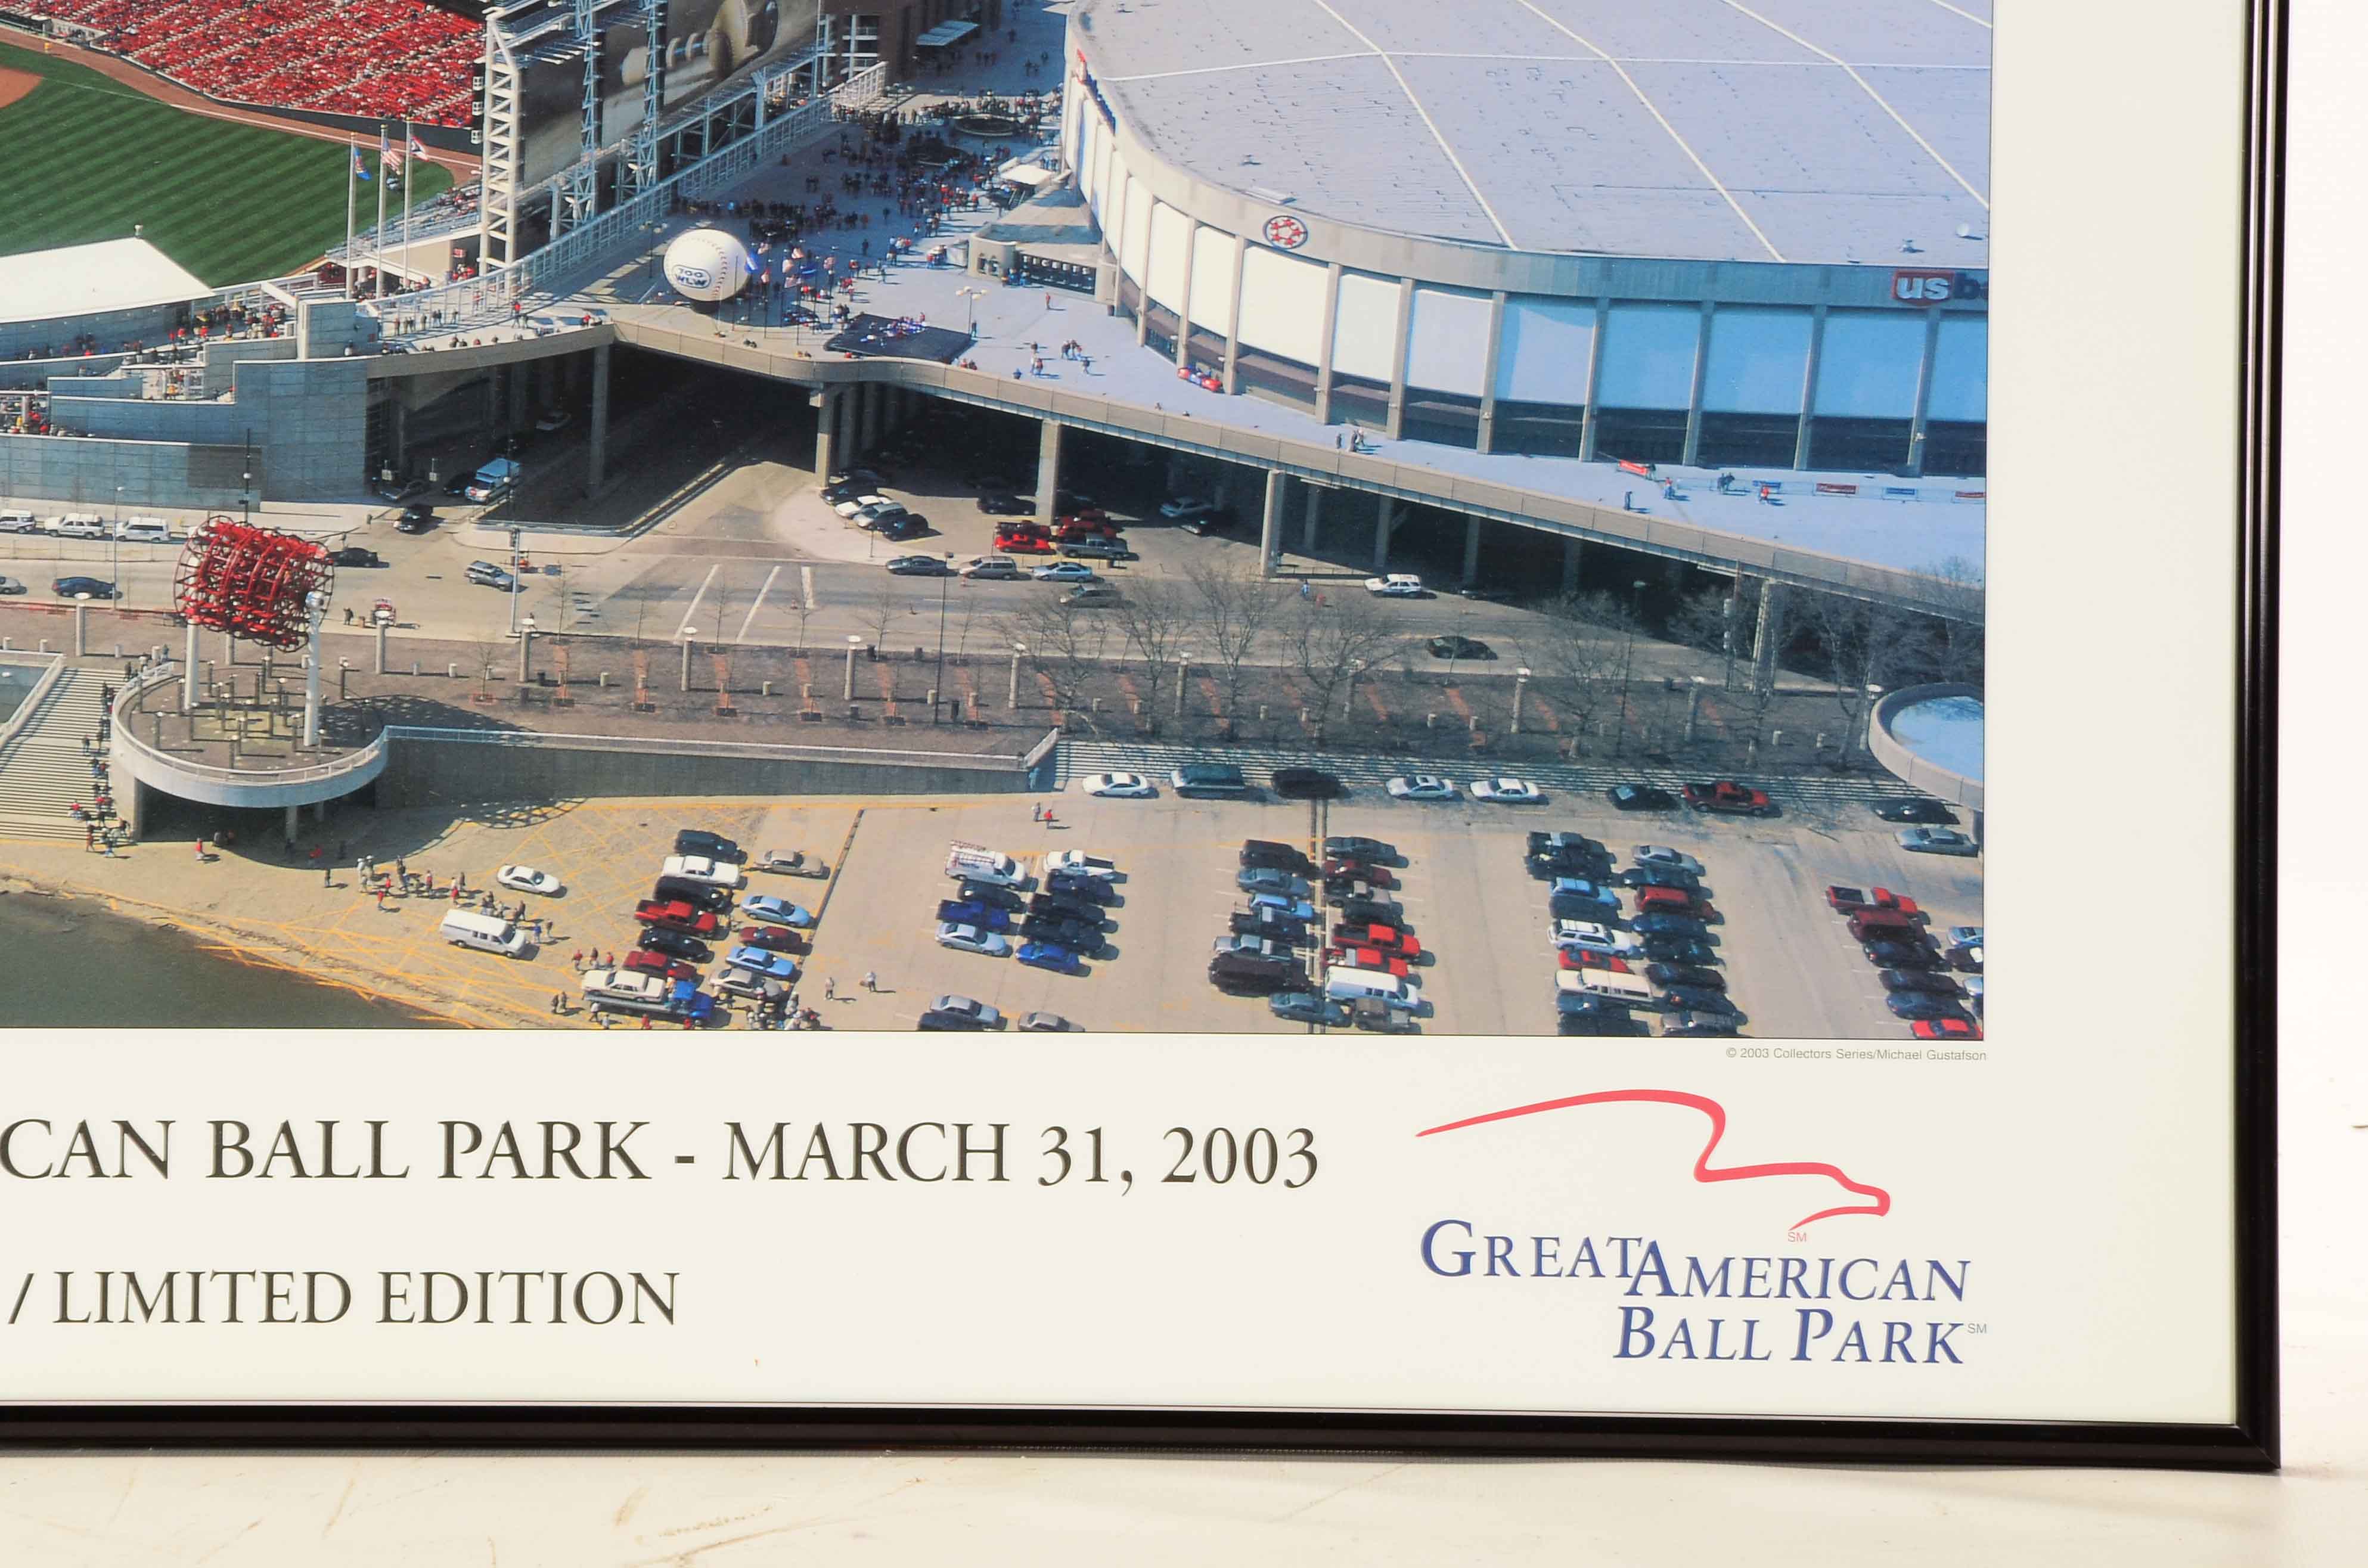 700
WLW
us b
© 2003 Collectors Series/Michael Gustafson
CAN BALL PARK - MARCH 31, 2003
/ LIMITED EDITION
SM
GREAT AMERICAN
BALL PARK SM